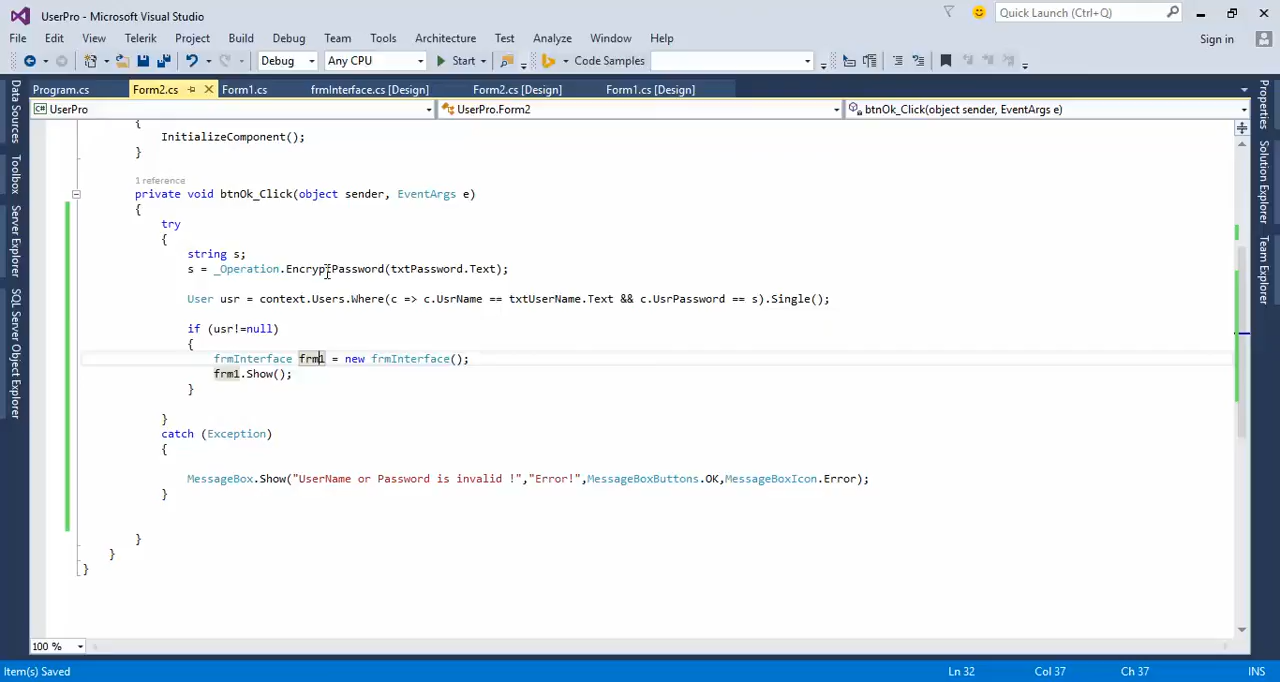 UserPro - Microsoft Visual Studio
Quick Launch (Ctrl+Q)
File Edit View Telerik Project Build Debug Team Tools Architecture Test Analyze Window Help
Sign in
Debug Any CPU Start Code Samples
Program.cs Form2.cs Form1.cs frmInterface.cs [Design] Form2.cs [Design] Form1.cs [Design]
UserPro UserPro.Form2 btnOk_Click(object sender, EventArgs e)
Data Sources
Toolbox
Server Explorer
SQL Server Object Explorer
{
InitializeComponent();
}
1 reference
private void btnOk_Click(object sender, EventArgs e)
{
try
{
string s;
s = _Operation.EncryptPassword(txtPassword.Text);
User usr = context.Users.Where(c => c.UsrName == txtUserName.Text && c.UsrPassword == s).Single();
if (usr!=null)
{
frmInterface frm1 = new frmInterface();
frm1.Show();
}
}
catch (Exception)
{
MessageBox.Show("UserName or Password is invalid !","Error!",MessageBoxButtons.OK,MessageBoxIcon.Error);
}
}
}
}
Properties
Solution Explorer
Team Explorer
100 %
Item(s) Saved Ln 32 Col 37 Ch 37 INS